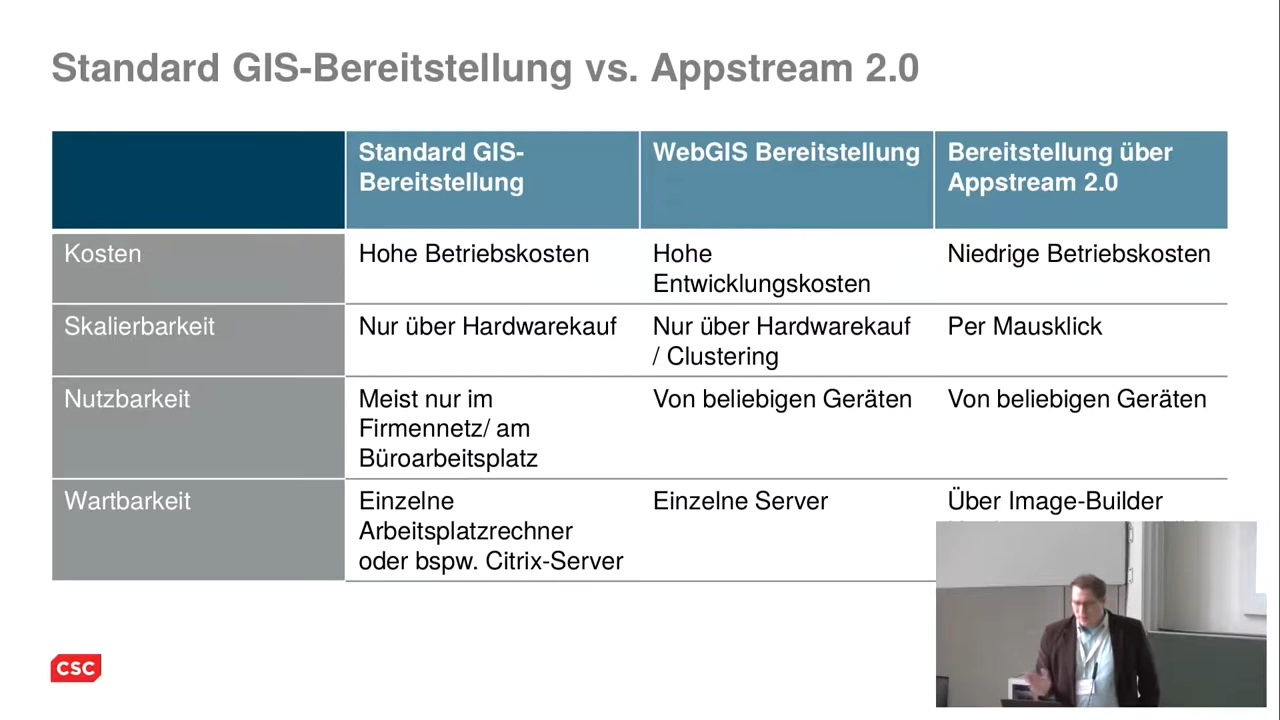 Standard GIS-Bereitstellung vs. Appstream 2.0
Standard GIS-
Bereitstellung
WebGIS Bereitstellung
Bereitstellung über
Appstream 2.0
Kosten
Hohe Betriebskosten
Hohe
Entwicklungskosten
Niedrige Betriebskosten
Skalierbarkeit
Nur über Hardwarekauf
Nur über Hardwarekauf
/ Clustering
Per Mausklick
Nutzbarkeit
Meist nur im
Firmennetz/ am
Büroarbeitsplatz
Von beliebigen Geräten
Von beliebigen Geräten
Wartbarkeit
Einzelne
Arbeitsplatzrechner
oder bspw. Citrix-Server
Einzelne Server
Über Image-Builder
CSC